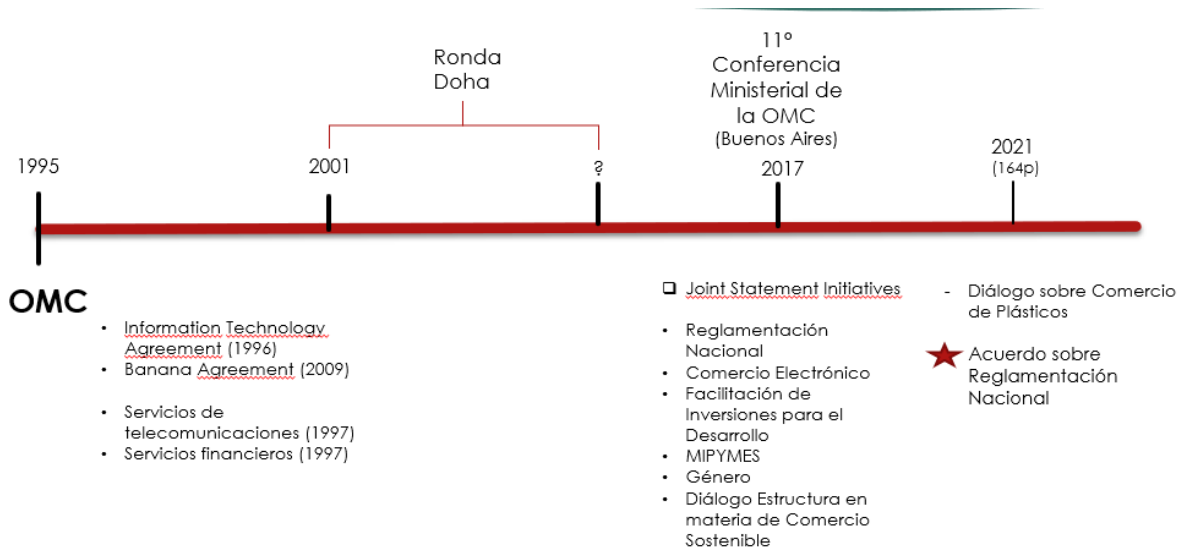 Ronda
Doha
11º
Conferencia
Ministerial de
la OMC
(Buenos Aires)
1995
2001
?
2017
2021
(164p)
OMC
• Information Technology
Agreement (1996)
• Banana Agreement (2009)
• Servicios de
telecomunicaciones (1997)
• Servicios financieros (1997)
❑ Joint Statement Initiatives
• Reglamentación
Nacional
• Comercio Electrónico
• Facilitación de
Inversiones para el
Desarrollo
• MIPYMES
• Género
• Diálogo Estructura en
materia de Comercio
Sostenible
- Diálogo sobre Comercio
de Plásticos
Acuerdo sobre
Reglamentación
Nacional